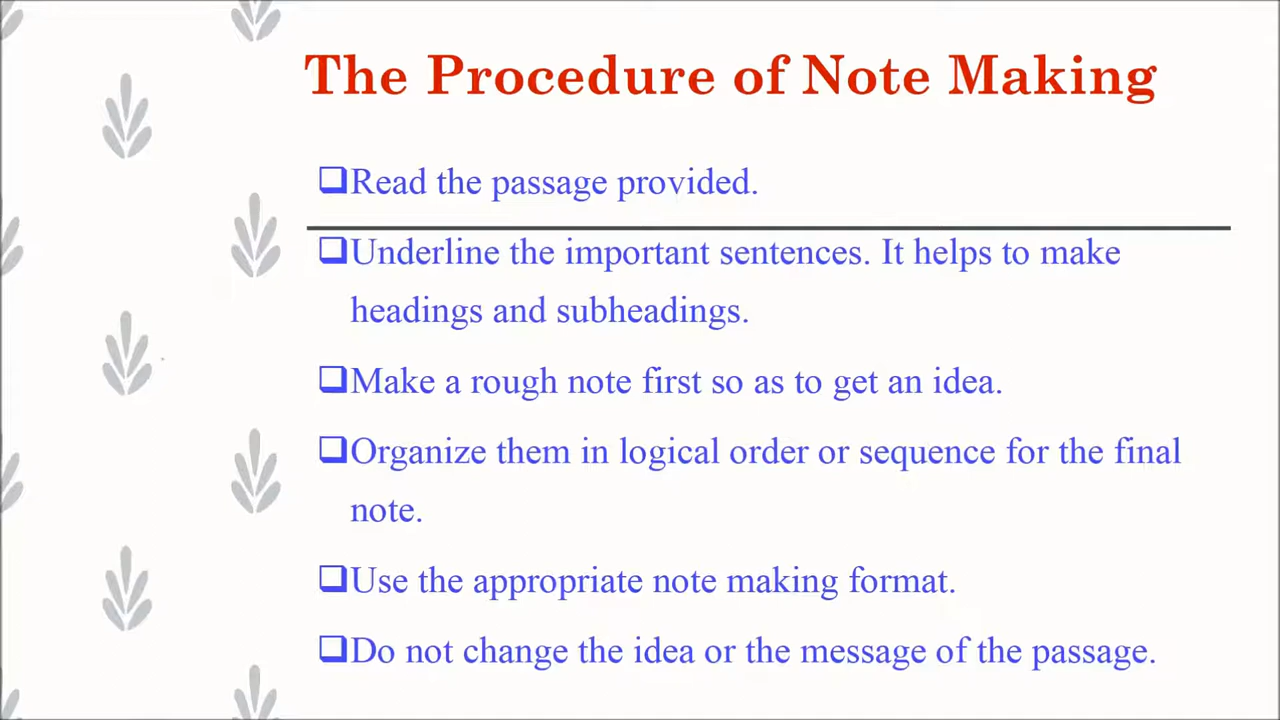 The Procedure of Note Making
❑Read the passage provided.
❑Underline the important sentences. It helps to make
headings and subheadings.
❑Make a rough note first so as to get an idea.
❑Organize them in logical order or sequence for the final
note.
❑Use the appropriate note making format.
❑Do not change the idea or the message of the passage.